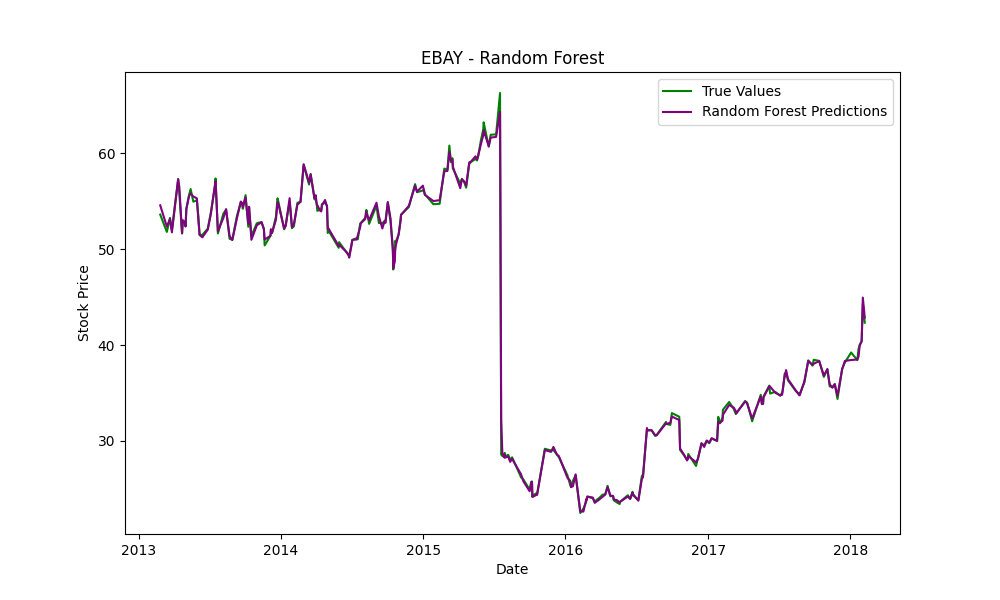 EBAY - Random Forest
True Values
Random Forest Predictions
60
50
40
30
Stock Price
2013 2014 2015 2016 2017 2018
Date